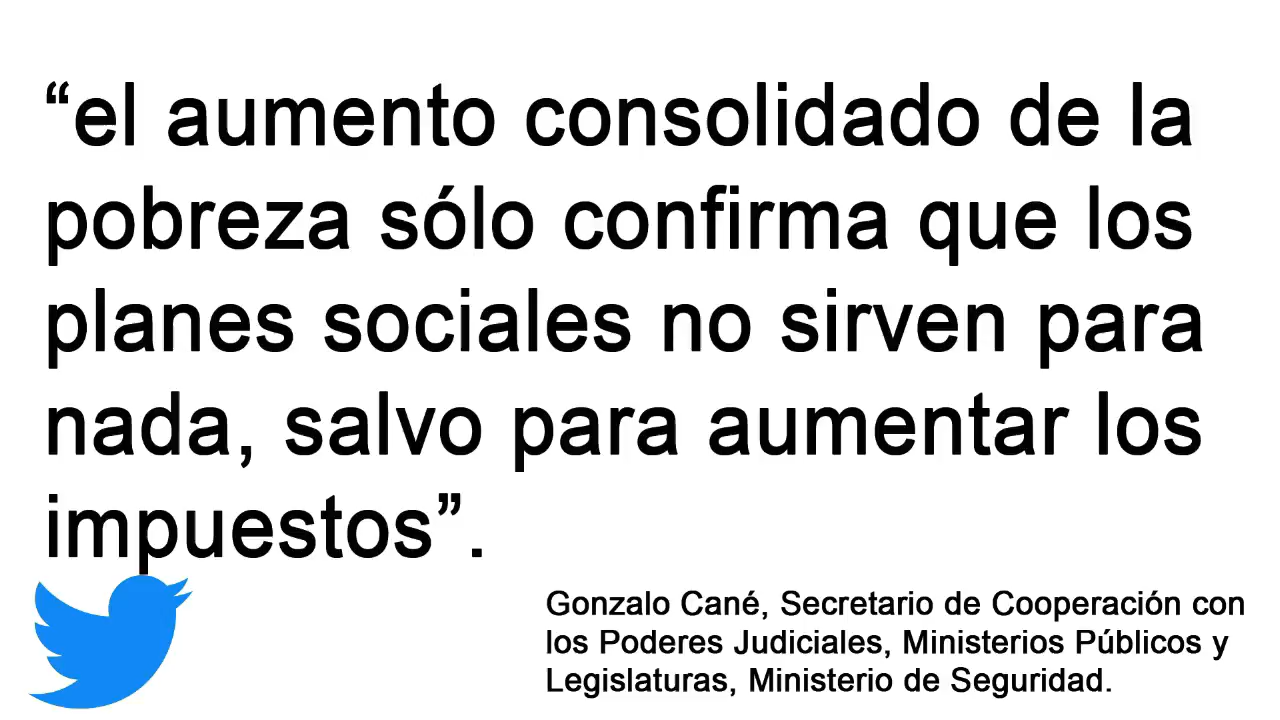 “el aumento consolidado de la
pobreza sólo confirma que los
planes sociales no sirven para
nada, salvo para aumentar los
impuestos”.
Gonzalo Cané, Secretario de Cooperación con
los Poderes Judiciales, Ministerios Públicos y
Legislaturas, Ministerio de Seguridad.